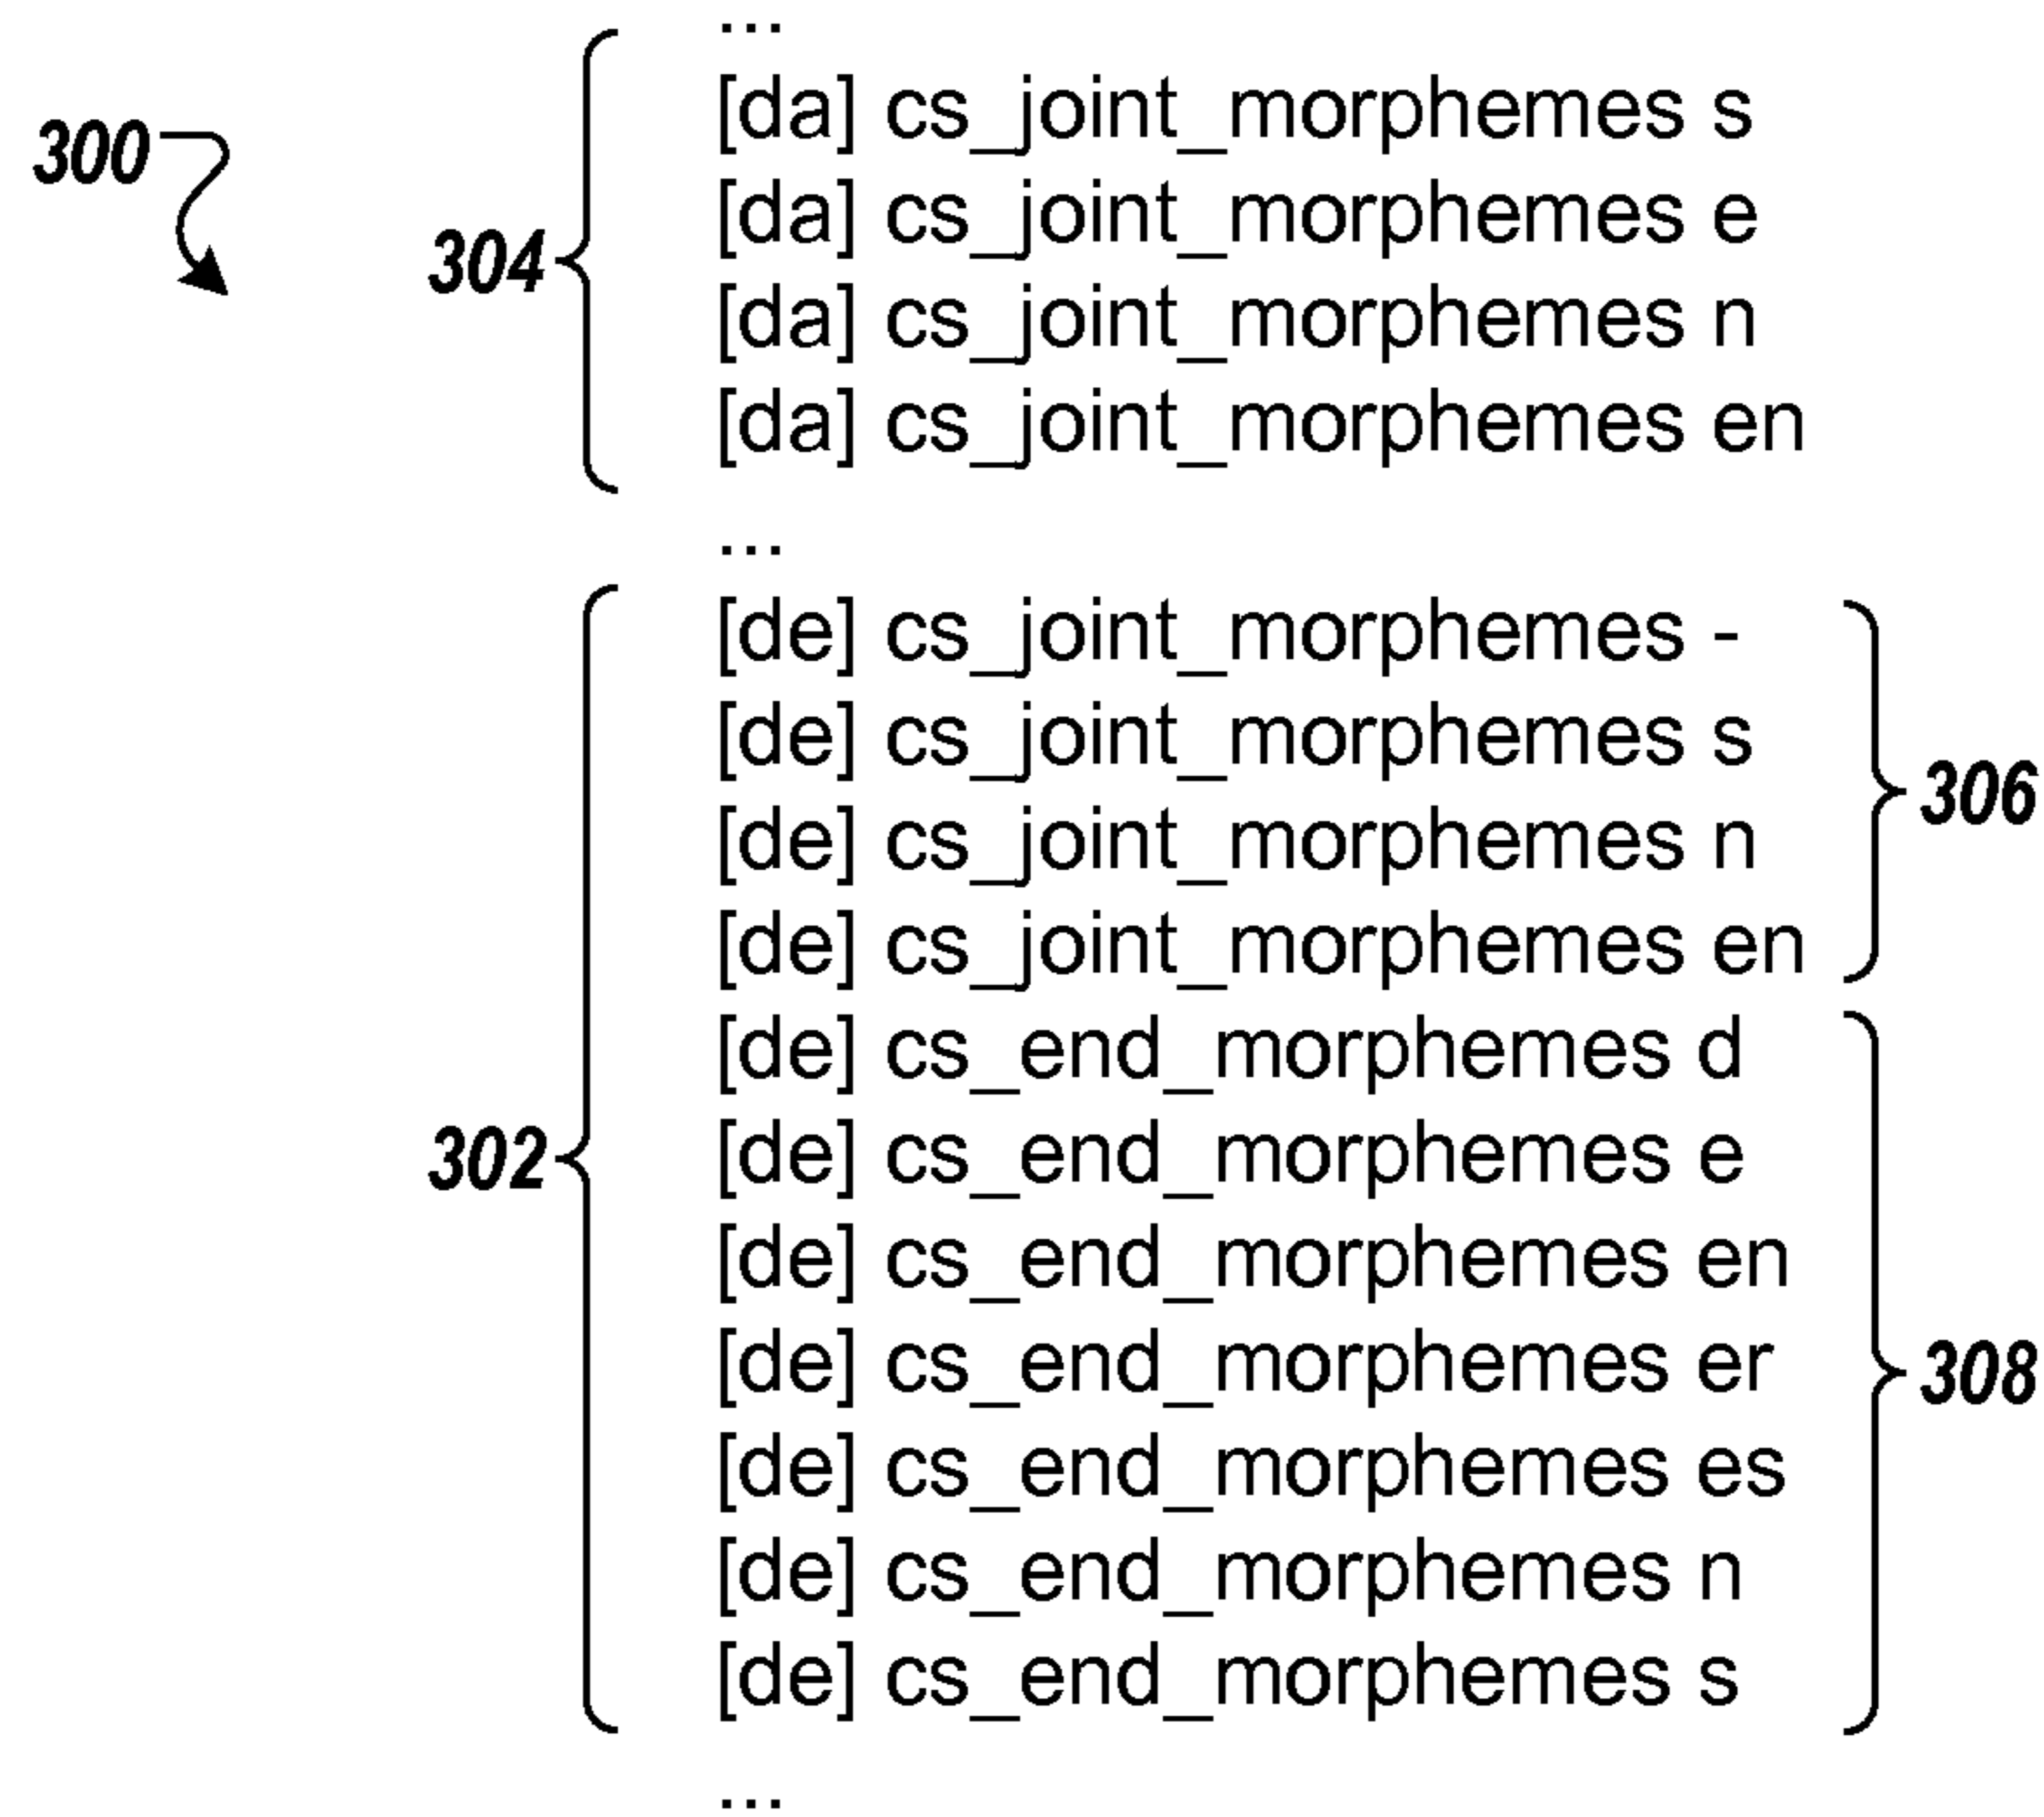 ...
[da] cs_joint_morphemes s
300
[da] cs_joint_morphemes e
304
[da] cs_joint_morphemes n
[da] cs_joint_morphemes en
...
[de] cs_joint_morphemes -
[de] cs_joint_morphemes s
306
[de] cs_joint_morphemes n
[de] cs_joint_morphemes en
[de] cs_end_morphemes d
302
[de] cs_end_morphemes e
[de] cs_end_morphemes en
[de] cs_end_morphemes er
308
[de] cs_end_morphemes es
[de] cs_end_morphemes n
[de] cs_end_morphemes s
...